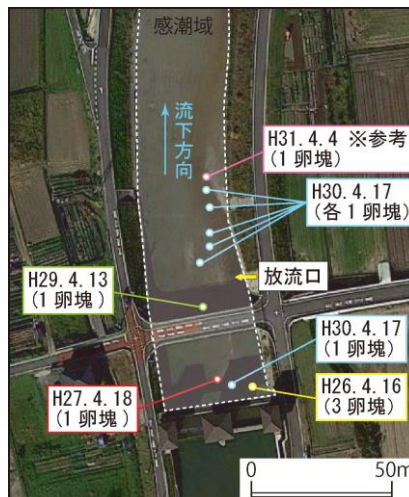 感潮域
流下方向
H31.4.4 ※参考
(1卵塊)
H30.4.17
(各1卵塊)
放流口
H29.4.13
(1卵塊)
H30.4.17
(1卵塊)
H27.4.18
(1卵塊)
H26.4.16
(3卵塊)
0 50m